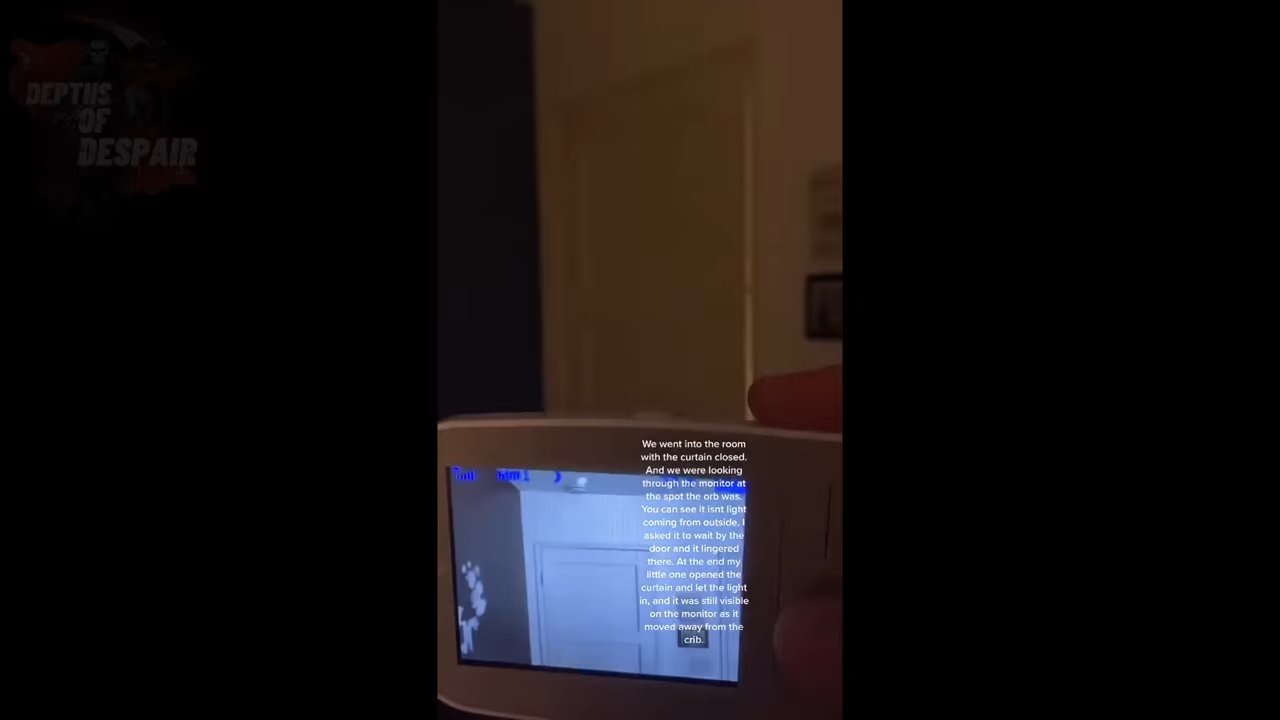 DEPTHS
OF
DESPAIR
We went into the room
with the curtain closed.
And we were looking
through the monitor at
the spot the orb was.
You can see it isnt light
coming from outside. I
asked it to wait by the
door and it lingered
there. At the end my
little one opened the
curtain and let the light
in, and it was still visible
on the monitor as it
moved away from the
crib.